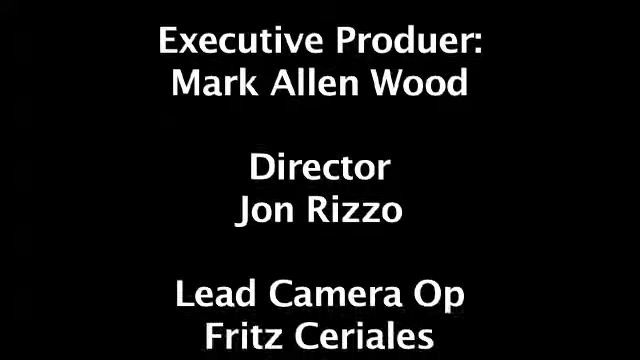 Executive Produer:
Mark Allen Wood
Director
Jon Rizzo
Lead Camera Op
Fritz Ceriales